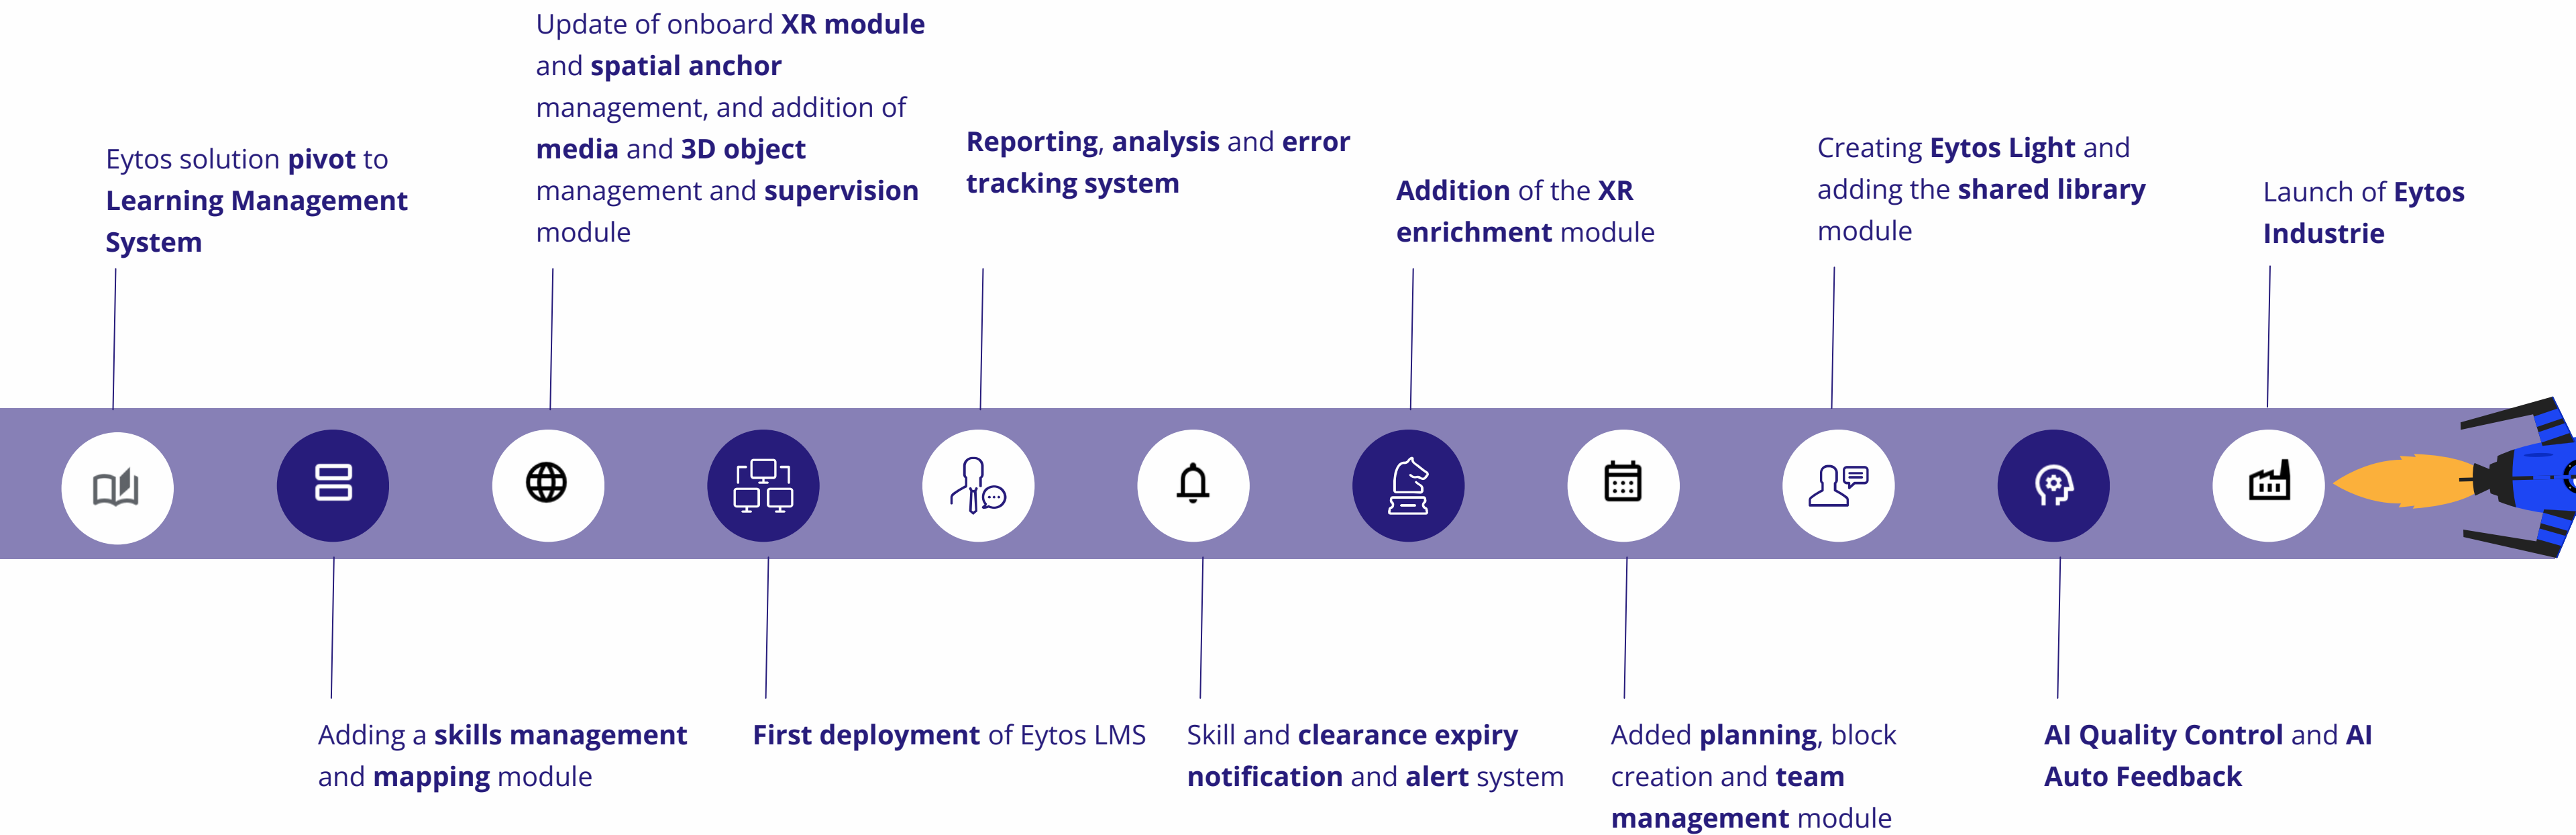 Eytos solution pivot to
Learning Management
System
Update of onboard XR module
and spatial anchor
management, and addition of
media and 3D object
management and supervision
module
Reporting, analysis and error
tracking system
Addition of the XR
enrichment module
Creating Eytos Light and
adding the shared library
module
Launch of Eytos
Industrie
Adding a skills management
and mapping module
First deployment of Eytos LMS
Skill and clearance expiry
notification and alert system
Added planning, block
creation and team
management module
AI Quality Control and AI
Auto Feedback